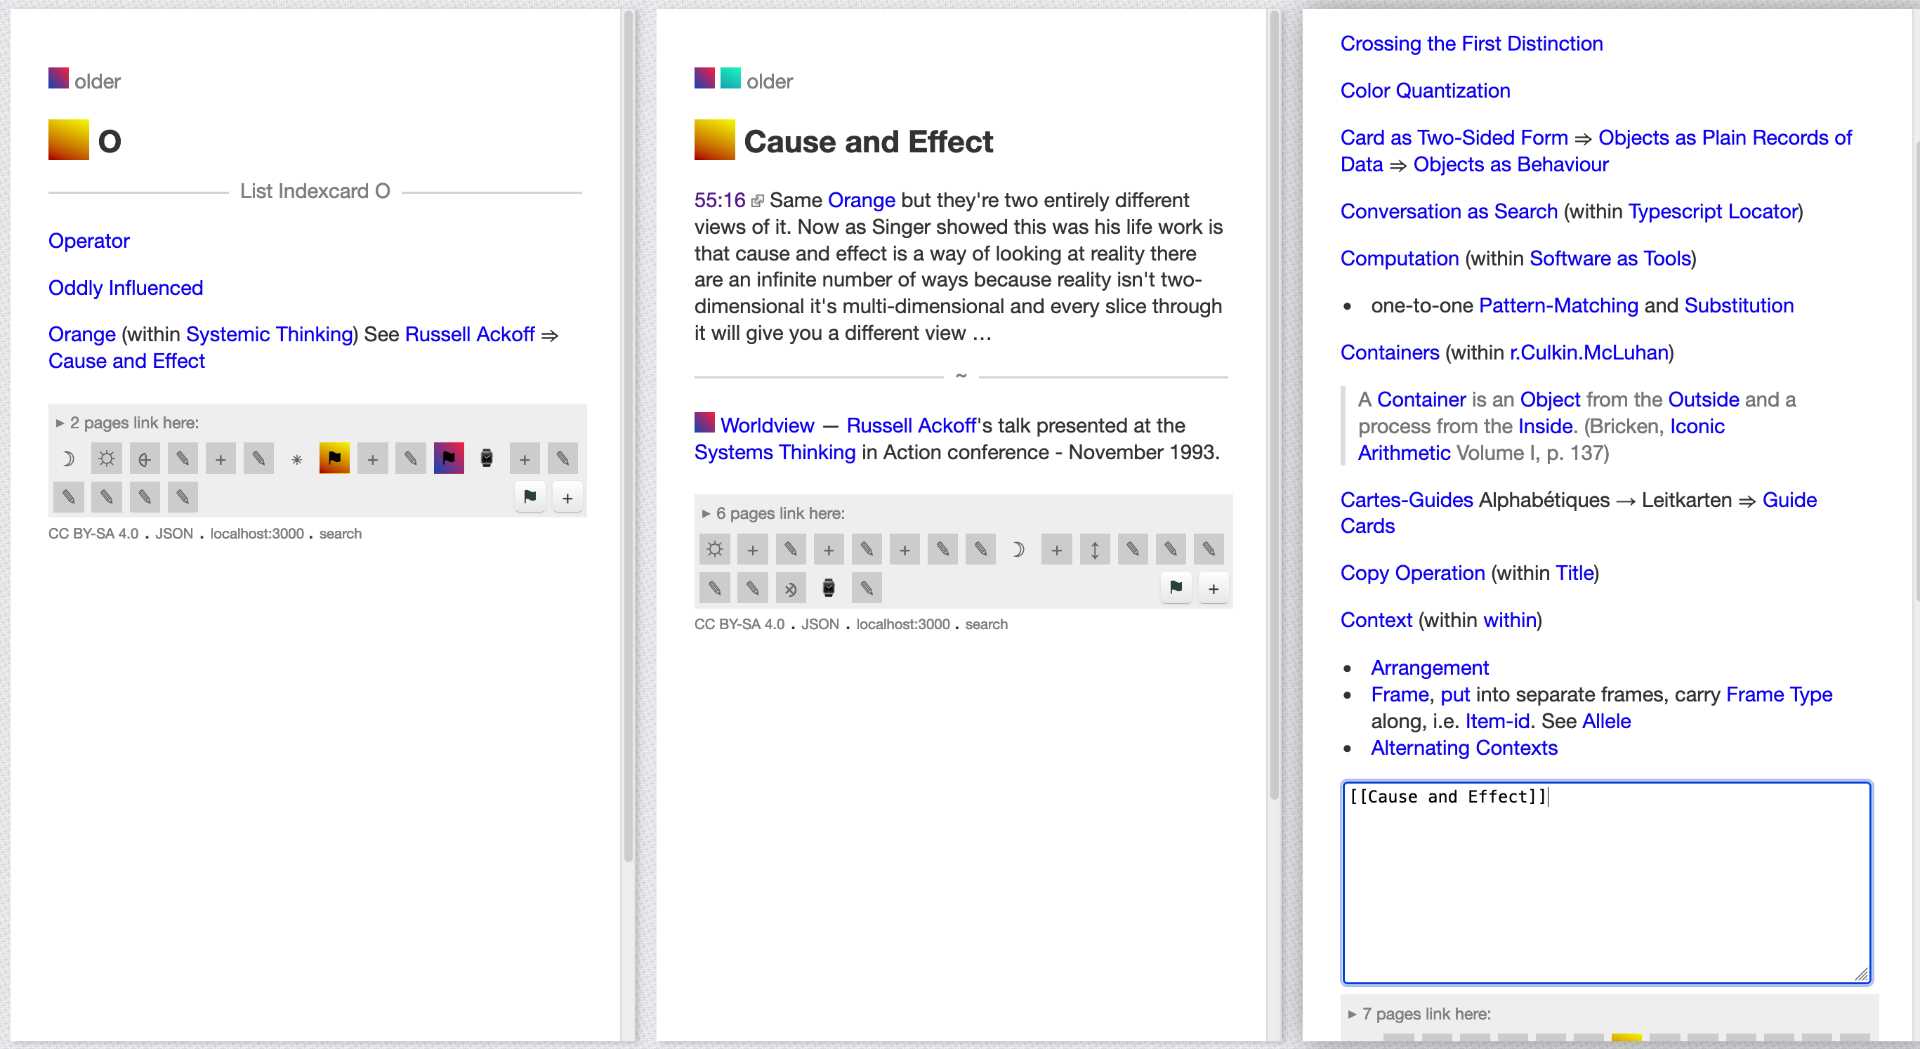 older
O
List Indexcard O
Operator
Oddly Influenced
Orange (within Systemic Thinking) See Russell Ackoff ⇒
Cause and Effect
▸ 2 pages link here:
CC BY-SA 4.0 . JSON . localhost:3000 . search
older
Cause and Effect
55:16 Same Orange but they're two entirely different
views of it. Now as Singer showed this was his life work is
that cause and effect is a way of looking at reality there
are an infinite number of ways because reality isn't two-
dimensional it's multi-dimensional and every slice through
it will give you a different view …
~
Worldview — Russell Ackoff's talk presented at the
Systems Thinking in Action conference - November 1993.
▸ 6 pages link here:
CC BY-SA 4.0 . JSON . localhost:3000 . search
Crossing the First Distinction
Color Quantization
Card as Two-Sided Form ⇒ Objects as Plain Records of
Data ⇒ Objects as Behaviour
Conversation as Search (within Typescript Locator)
Computation (within Software as Tools)
• one-to-one Pattern-Matching and Substitution
Containers (within r.Culkin.McLuhan)
A Container is an Object from the Outside and a
process from the Inside. (Bricken, Iconic
Arithmetic Volume I, p. 137)
Cartes-Guides Alphabétiques → Leitkarten ⇒ Guide
Cards
Copy Operation (within Title)
Context (within within)
• Arrangement
• Frame, put into separate frames, carry Frame Type
along, i.e. Item-id. See Allele
• Alternating Contexts
[[Cause and Effect]]
▸ 7 pages link here: